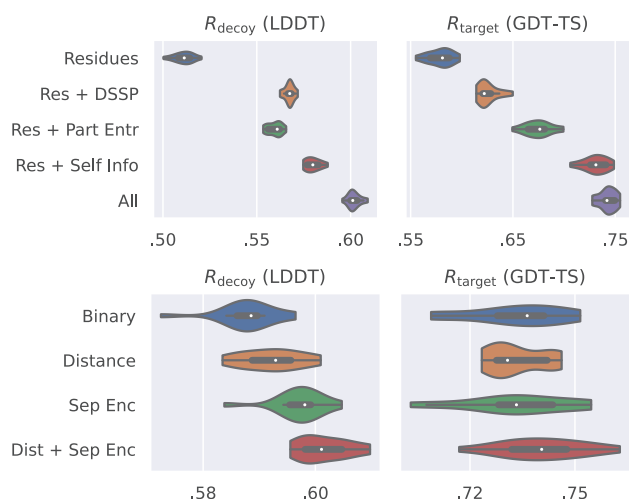 R_decoy (LDDT) R_target (GDT-TS)
Residues
Res + DSSP
Res + Part Entr
Res + Self Info
All
.50 .55 .60 .55 .65 .75
R_decoy (LDDT) R_target (GDT-TS)
Binary
Distance
Sep Enc
Dist + Sep Enc
.58 .60 .72 .75